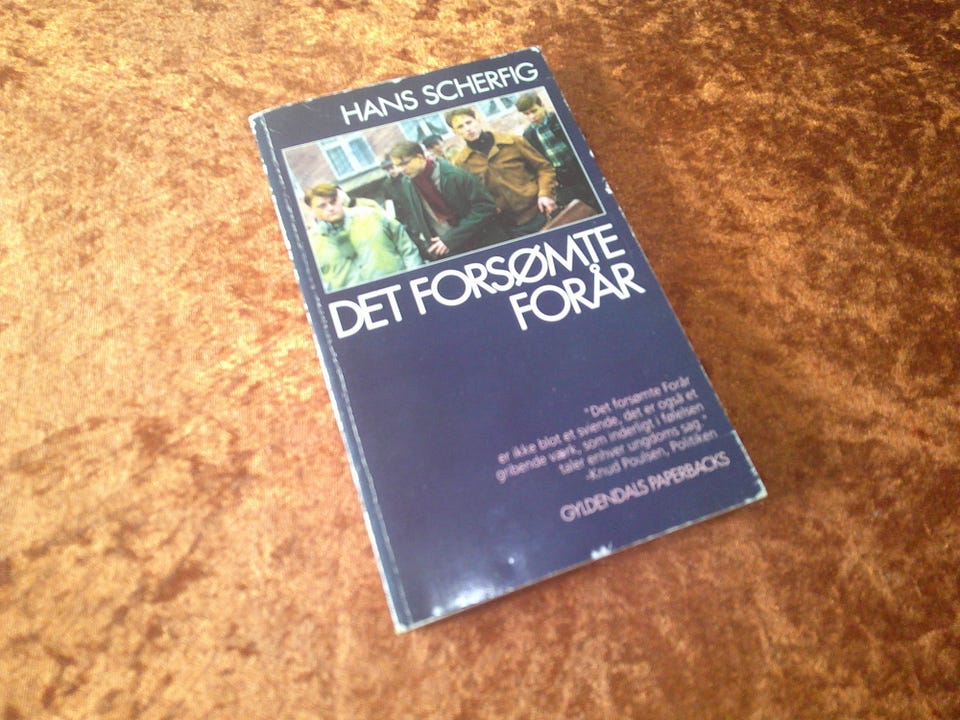 HANS SCHERFIG
DET FORSØMTE
FORÅR
"Det forsømte Forår
er ikke blot et sviende, det er også et
gribende værk, som inderligt i følelsen,
taler enhver ungdoms sag."
-Knud Poulsen, Politiken
GYLDENDALS PAPERBACKS